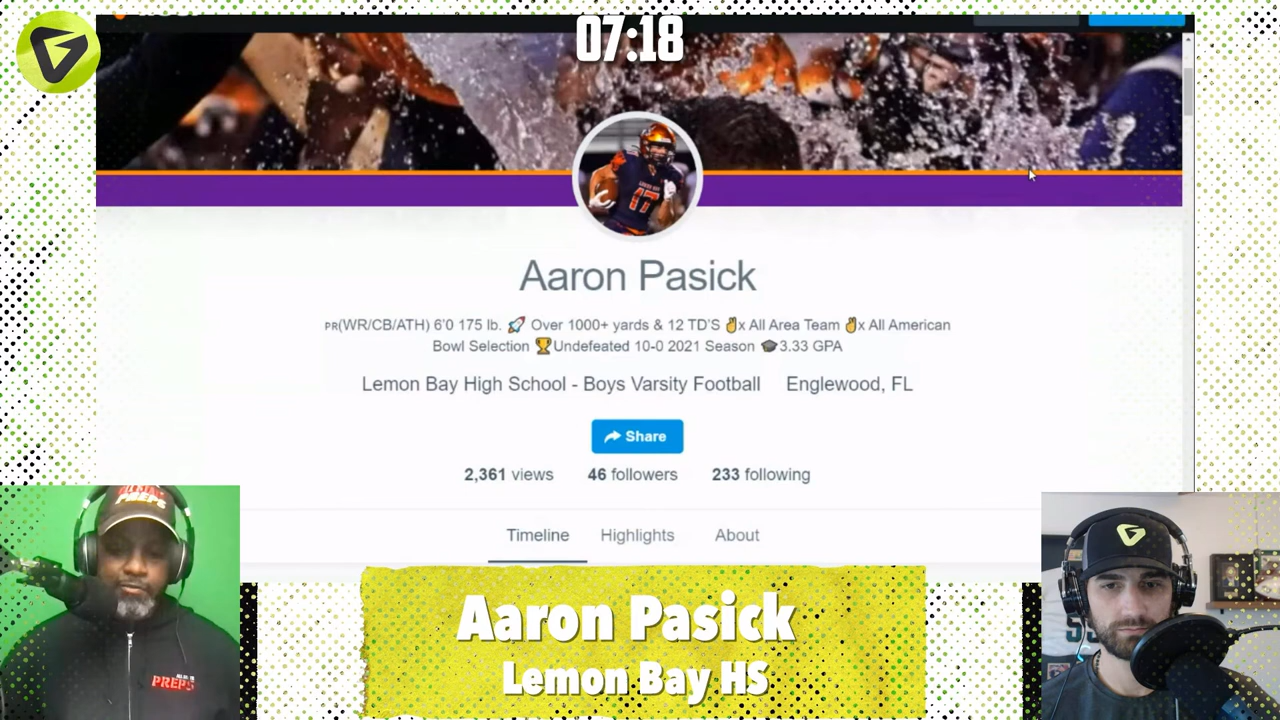 07:18
17
Aaron Pasick
PR(WR/CB/ATH) 6'0 175 lb. 🚀 Over 1000+ yards & 12 TD'S ✌x All Area Team ✌x All American
Bowl Selection 🏆Undefeated 10-0 2021 Season 🎓3.33 GPA
Lemon Bay High School - Boys Varsity Football Englewood, FL
Share
2,361 views 46 followers 233 following
Timeline Highlights About
PREPS
PREPS
Aaron Pasick
Lemon Bay HS